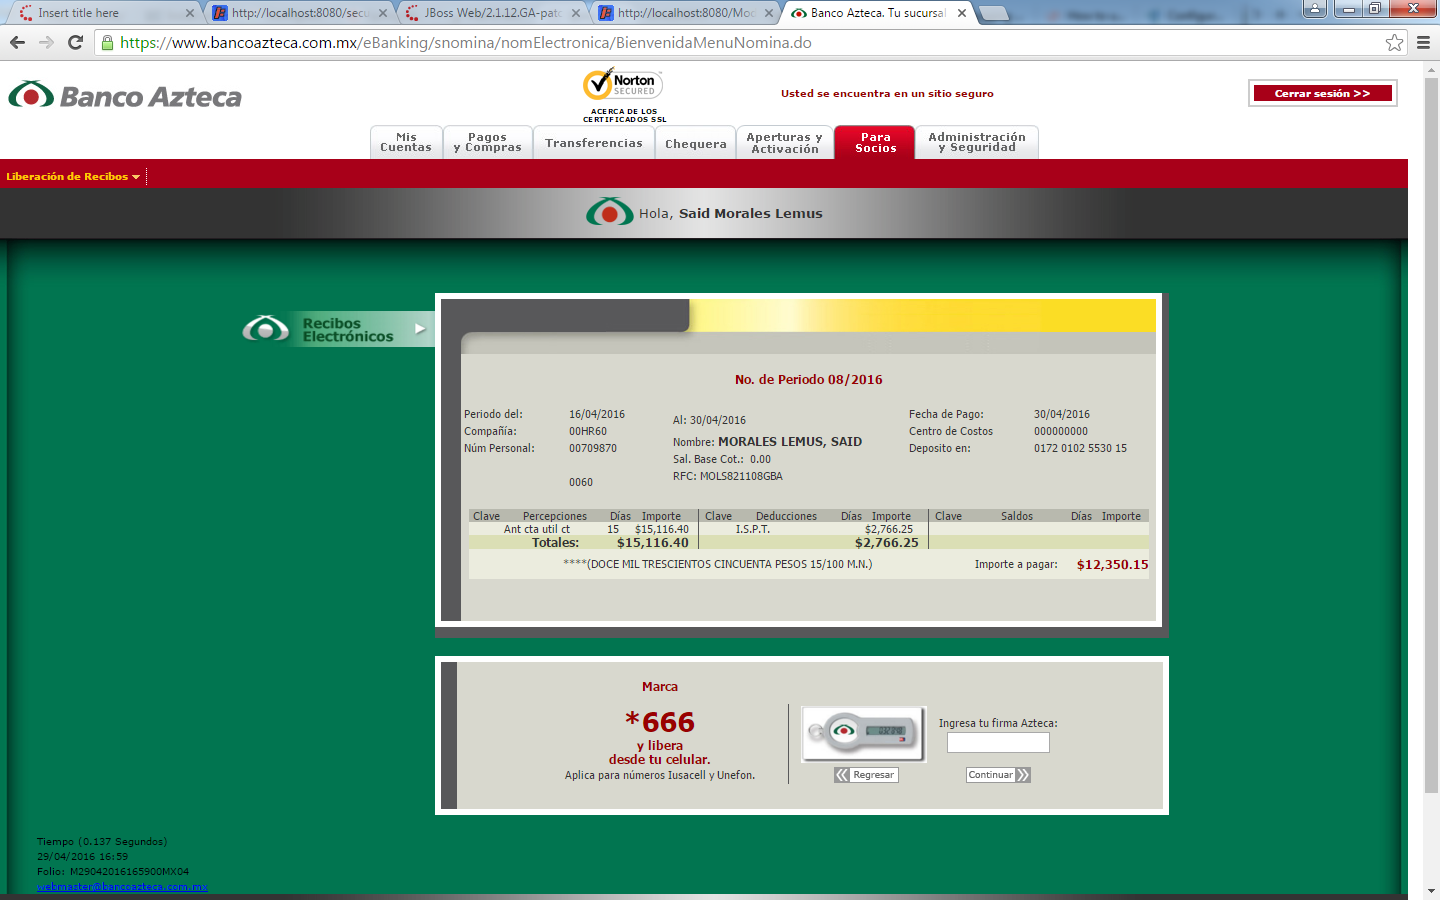 Insert title here
http://localhost:8080/secu
JBoss Web/2.1.12.GA-patc
http://localhost:8080/Mod
Banco Azteca. Tu sucursal
https://www.bancoazteca.com.mx/eBanking/snomina/nomElectronica/BienvenidaMenuNomina.do
Banco Azteca
Norton
SECURED
ACERCA DE LOS
CERTIFICADOS SSL
Usted se encuentra en un sitio seguro
Cerrar sesión >>
Mis
Cuentas
Pagos
y Compras
Transferencias
Chequera
Aperturas y
Activación
Para
Socios
Administración
y Seguridad
Liberación de Recibos
Hola, Said Morales Lemus
Recibos
Electrónicos
No. de Periodo 08/2016
Periodo del: 16/04/2016 Al: 30/04/2016 Fecha de Pago: 30/04/2016
Compañía: 00HR60 Nombre: MORALES LEMUS, SAID Centro de Costos 000000000
Núm Personal: 00709870 Sal. Base Cot.: 0.00 Deposito en: 0172 0102 5530 15
0060 RFC: MOLS821108GBA
Clave Percepciones Días Importe Clave Deducciones Días Importe Clave Saldos Días Importe
Ant cta util ct 15 $15,116.40 I.S.P.T. $2,766.25
Totales: $15,116.40 $2,766.25
****(DOCE MIL TRESCIENTOS CINCUENTA PESOS 15/100 M.N.) Importe a pagar: $12,350.15
Marca
*666
y libera
desde tu celular.
Aplica para números Iusacell y Unefon.
Regresar
Ingresa tu firma Azteca:
Continuar
Tiempo (0.137 Segundos)
29/04/2016 16:59
Folio: M29042016165900MX04
webmaster@bancoazteca.com.mx